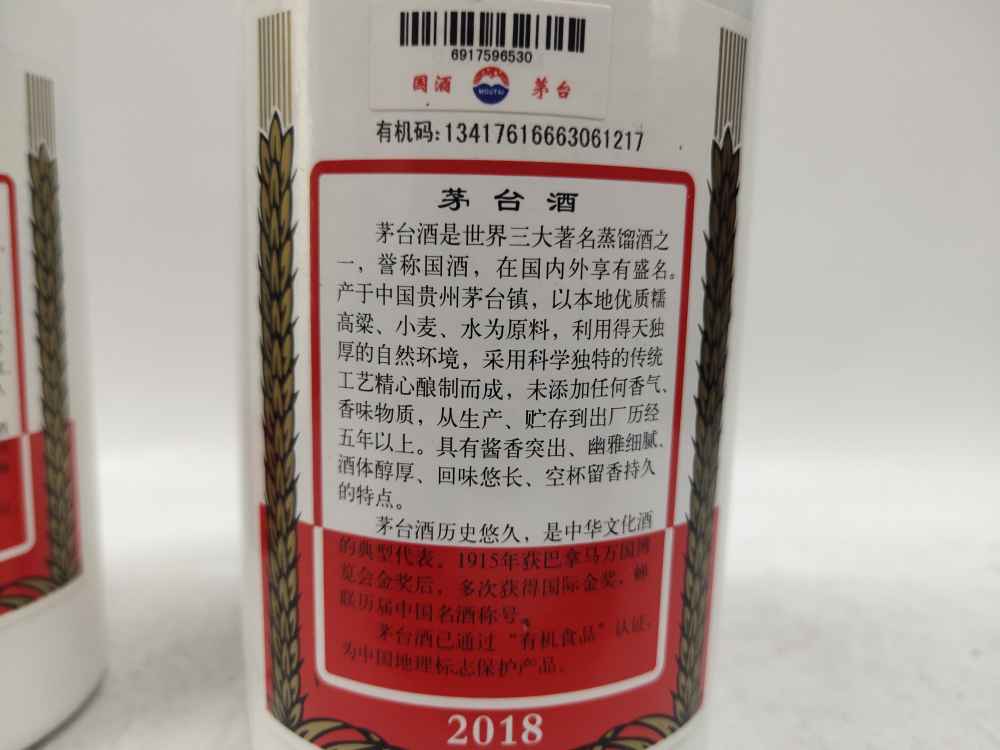 6917596530
国酒 MOUTAI 茅台
有机码:13417616663061217
茅台酒
茅台酒是世界三大著名蒸馏酒之
一，誉称国酒，在国内外享有盛名。
产于中国贵州茅台镇，以本地优质糯
高粱、小麦、水为原料，利用得天独
厚的自然环境，采用科学独特的传统
工艺精心酿制而成，未添加任何香气、
香味物质，从生产、贮存到出厂历经
五年以上。具有酱香突出、幽雅细腻、
酒体醇厚、回味悠长、空杯留香持久
的特点。
茅台酒历史悠久，是中华文化酒
的典型代表。1915年获巴拿马万国博
览会金奖后，多次获得国际金奖，蝉
联历届中国名酒称号。
茅台酒已通过“有机食品”认证，
为中国地理标志保护产品。
2018